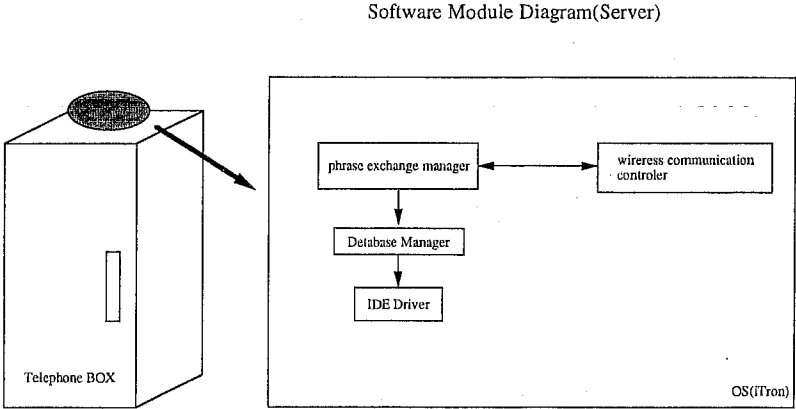 Software Module Diagram(Server)
phrase exchange manager
wireress communication
controler
Detabase Manager
IDE Driver
Telephone BOX
OS(iTron)